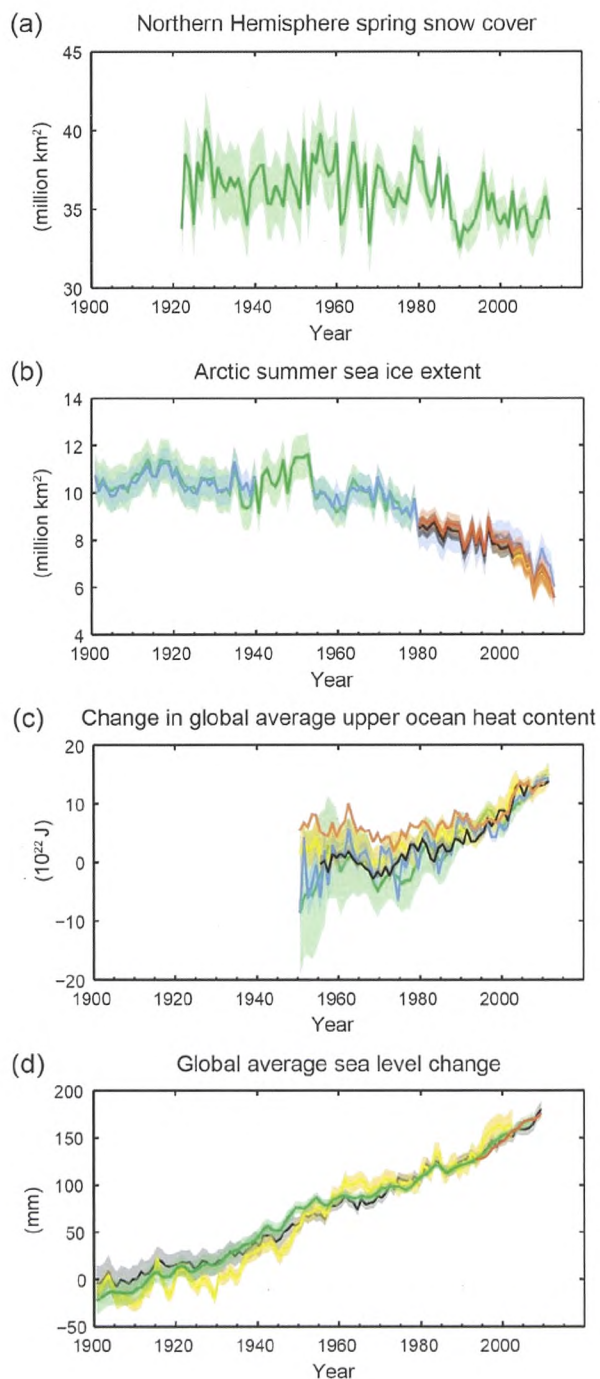 (a) Northern Hemisphere spring snow cover
45
40
35
30
(million km²)
1900 1920 1940 1960 1980 2000
Year
(b) Arctic summer sea ice extent
14
12
10
8
6
4
(million km²)
1900 1920 1940 1960 1980 2000
Year
(c) Change in global average upper ocean heat content
20
10
0
−10
−20
(10²² J)
1900 1920 1940 1960 1980 2000
Year
(d) Global average sea level change
200
150
100
50
0
−50
(mm)
1900 1920 1940 1960 1980 2000
Year